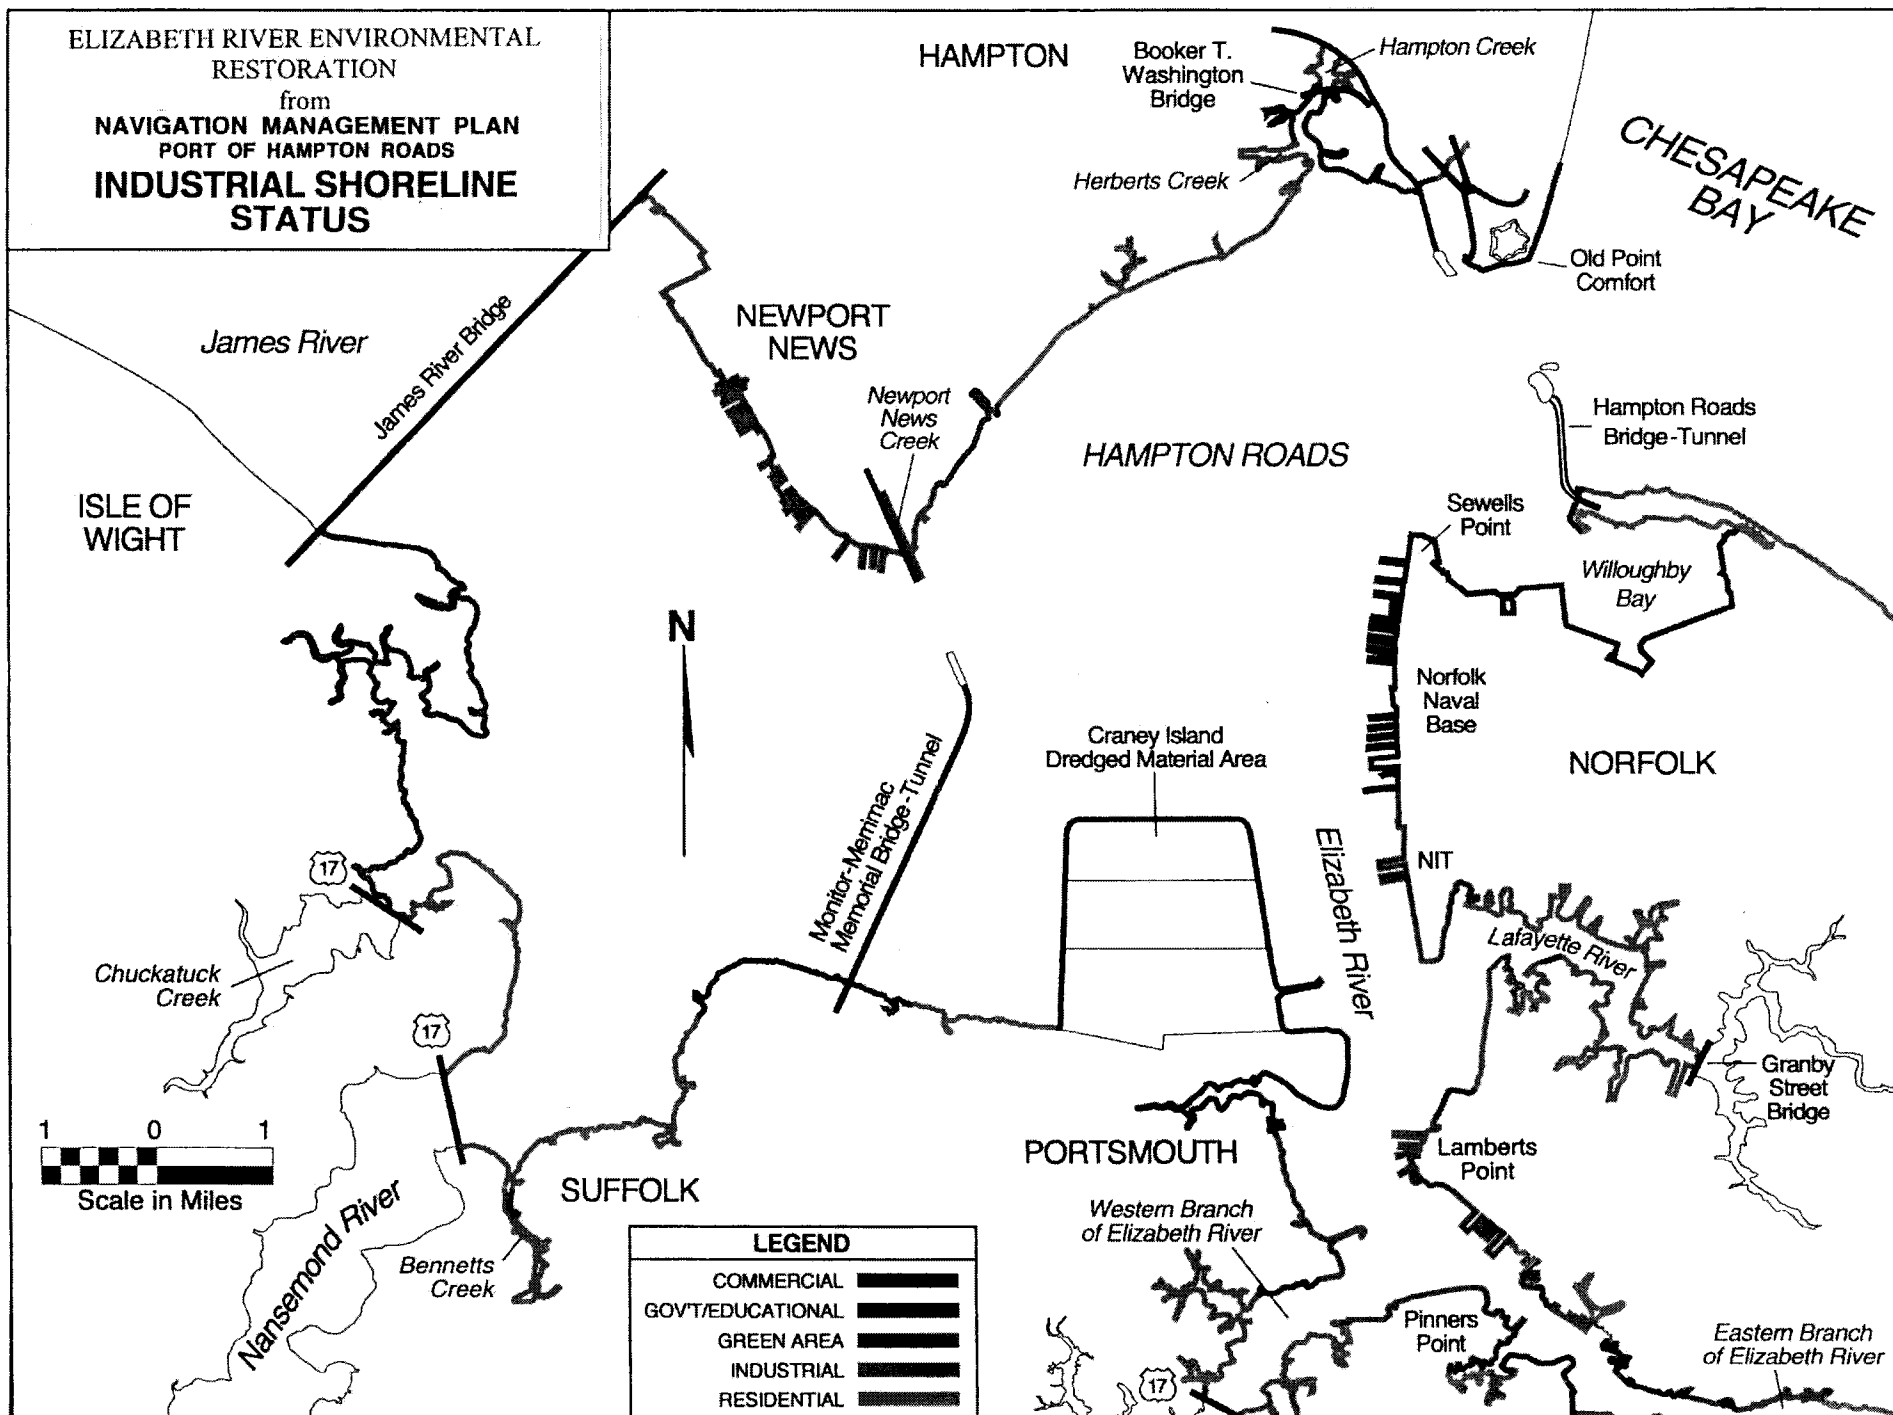 ELIZABETH RIVER ENVIRONMENTAL
RESTORATION
from
NAVIGATION MANAGEMENT PLAN
PORT OF HAMPTON ROADS
INDUSTRIAL SHORELINE
STATUS
HAMPTON
Booker T.
Washington
Bridge
Hampton Creek
Herberts Creek
CHESAPEAKE
BAY
Old Point
Comfort
James River
James River Bridge
NEWPORT
NEWS
Newport
News
Creek
HAMPTON ROADS
Hampton Roads
Bridge-Tunnel
ISLE OF
WIGHT
Sewells
Point
Willoughby
Bay
N
Norfolk
Naval
Base
NORFOLK
Craney Island
Dredged Material Area
Monitor-Merrimac
Memorial Bridge-Tunnel
Elizabeth River
NIT
17
Lafayette River
Chuckatuck
Creek
17
Granby
Street
Bridge
1 0 1
Scale in Miles
PORTSMOUTH
Lamberts
Point
SUFFOLK
Western Branch
of Elizabeth River
Nansemond River
Bennetts
Creek
Pinners
Point
Eastern Branch
of Elizabeth River
17
LEGEND
COMMERCIAL
GOV'T/EDUCATIONAL
GREEN AREA
INDUSTRIAL
RESIDENTIAL